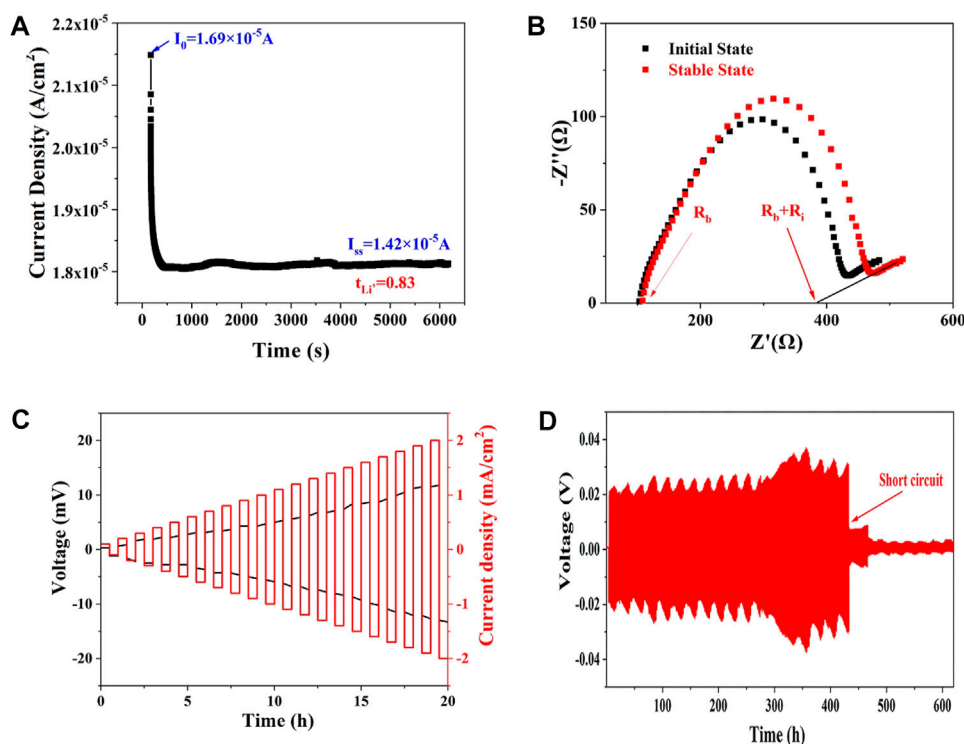 A
2.2x10⁻⁵
2.1x10⁻⁵
2.0x10⁻⁵
1.9x10⁻⁵
1.8x10⁻⁵
Current Density (A/cm²)
I₀=1.69×10⁻⁵A
Iₛₛ=1.42×10⁻⁵A
t_Li⁺=0.83
0 1000 2000 3000 4000 5000 6000
Time (s)
B
150
100
50
0
-Z''(Ω)
Initial State
Stable State
R_b
R_b+R_i
200 400 600
Z'(Ω)
C
20
10
0
-10
-20
Voltage (mV)
2
1
0
-1
-2
Current density (mA/cm²)
0 5 10 15 20
Time (h)
D
0.04
0.02
0.00
-0.02
-0.04
Voltage (V)
Short circuit
100 200 300 400 500 600
Time (h)